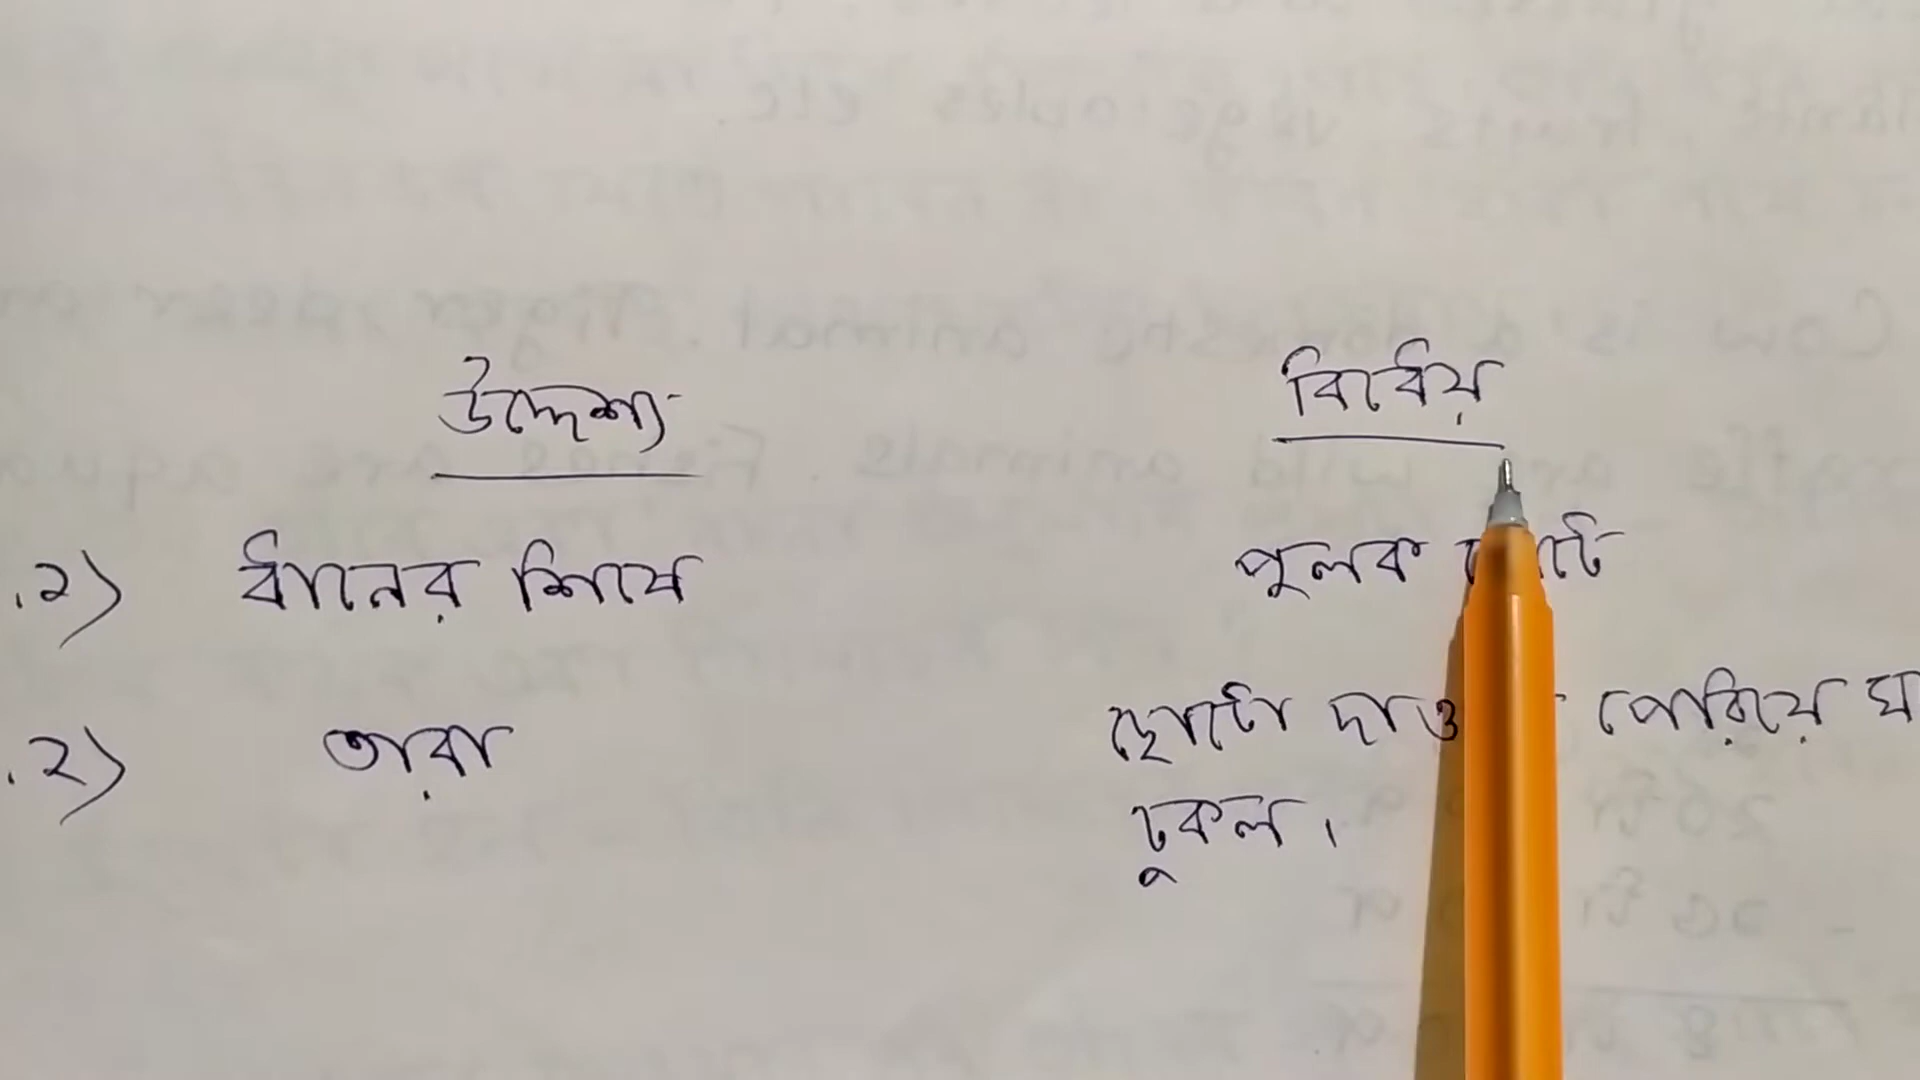 উদ্দেশ্য বিধেয়
.১) ধানের শিষে পুলক
.২) তারা ছোটো পেরিয়ে
ঢুকল।